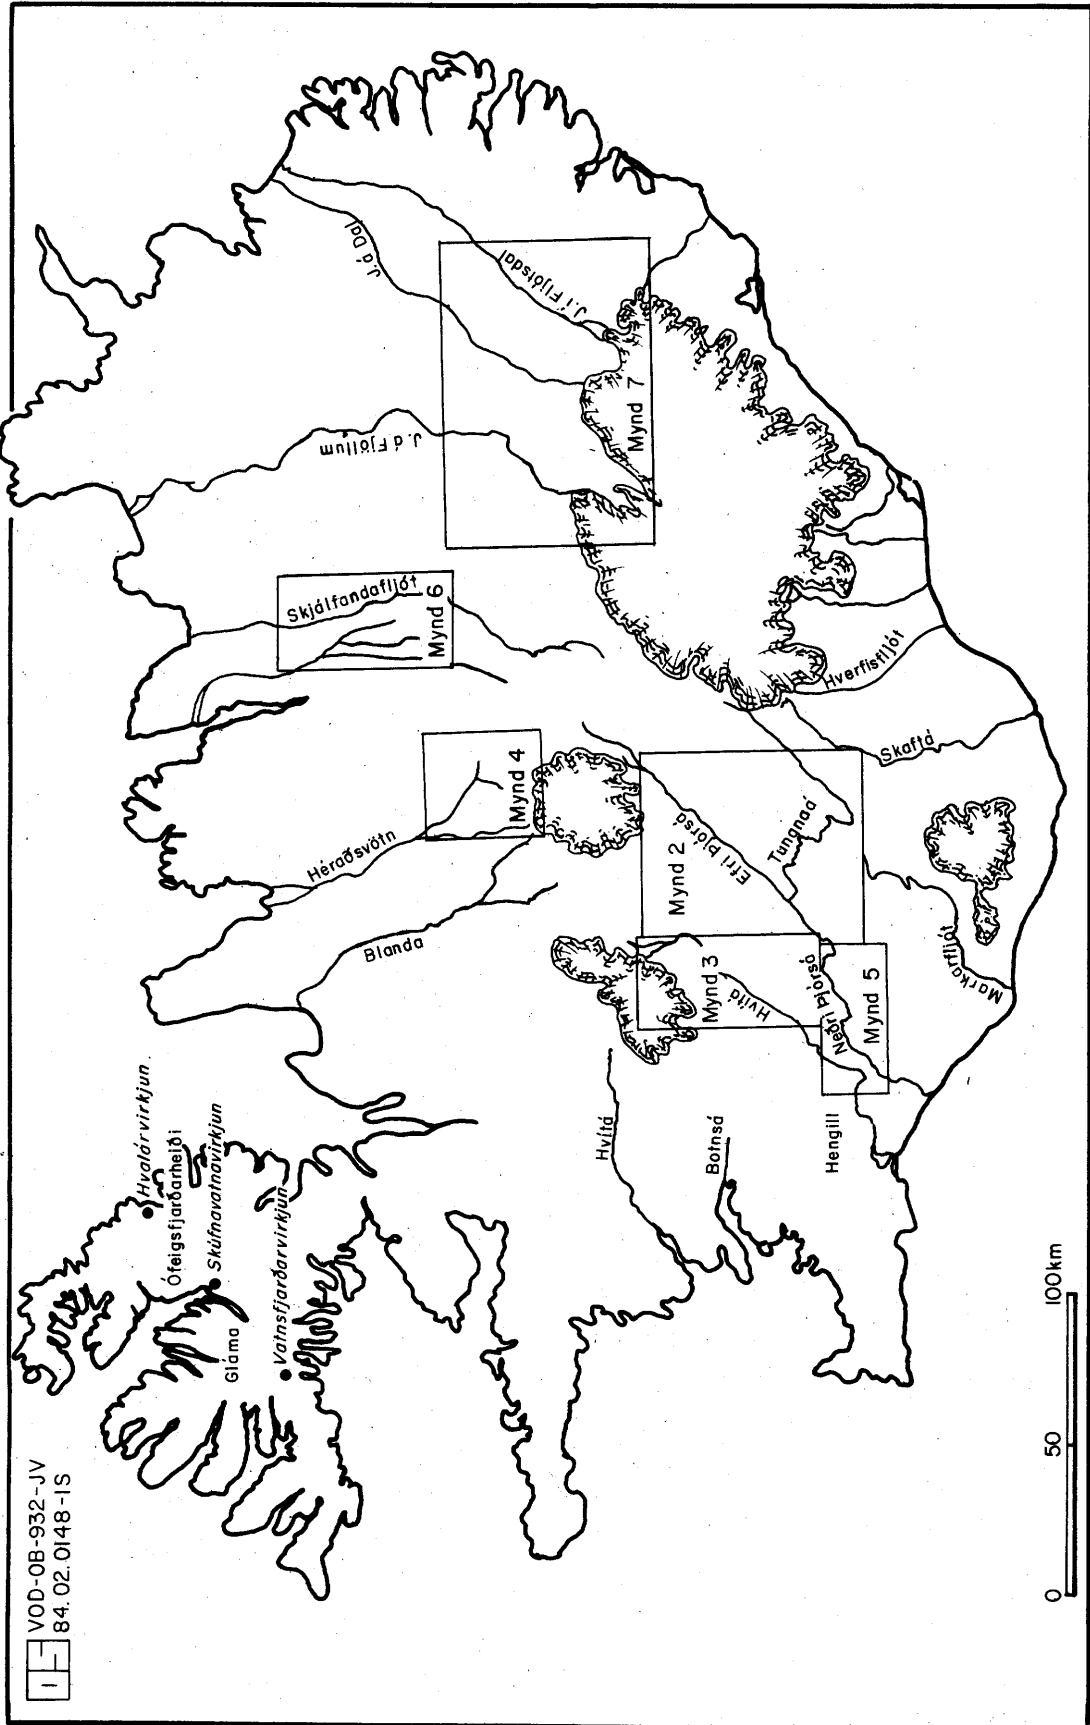 VOD-OB-932-JV
84.02.0148-IS
Hvalárvirkjun
Ófeigsfjarðarheiði
Skúfnavatnavirkjun
Gláma
Vatnsfjarðarvirkjun
Blanda
Héraðsvötn
Mynd 4
Skjálfandafljót
Mynd 6
J. á Fjöllum
J. á Dal
J. í Fljótsdal
Mynd 7
Hvítá
Botnsá
Hengill
Mynd 3
Hvítá
Mynd 2
Efri Þjórsá
Tungnaá
Neðri Þjórsá
Mynd 5
Markarfljót
Skaftá
Hverfisfljót
0 50 100km